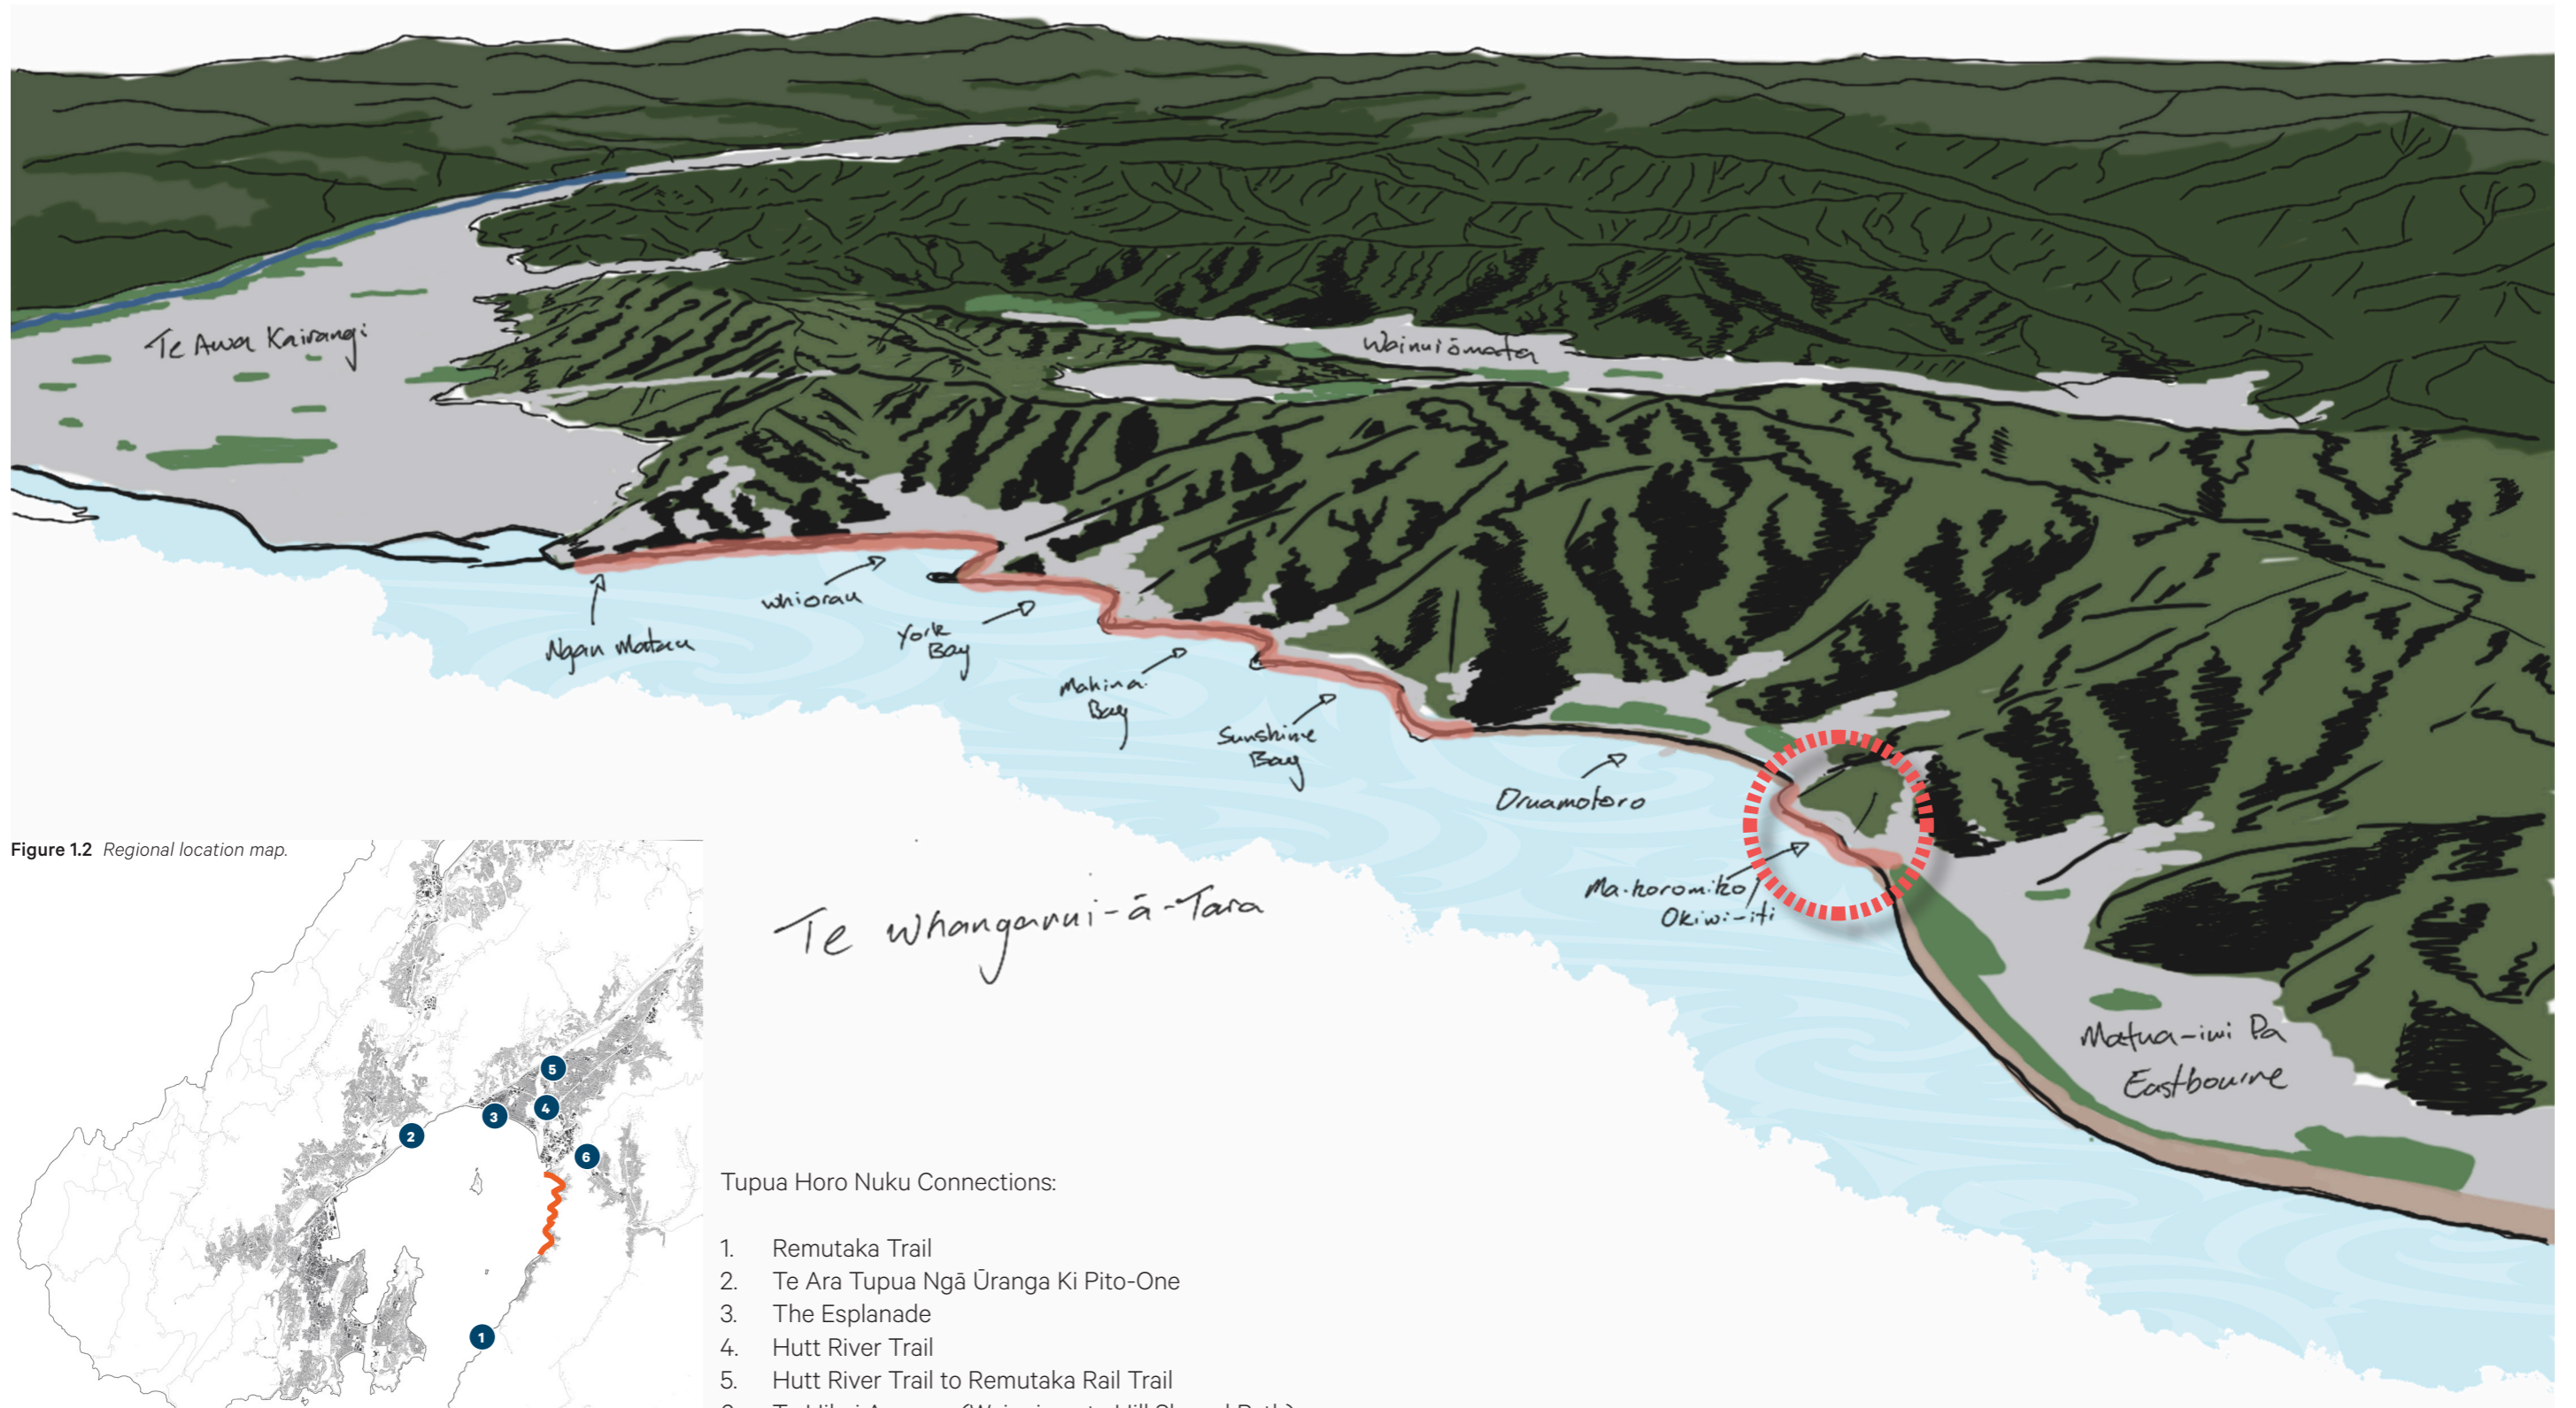 Te Awa Kairangi
Wainuiōmata
Ngau Matau
whiorau
York
Bay
Mahina
Bay
Sunshine
Bay
Oruamotoro
Ma-koromiko/
Okiwi-iti
Matua-iwi Pa
Eastbourne
Te whanganui-ā-Tara
Figure 1.2 Regional location map.
5
4
3
2
6
1
Tupua Horo Nuku Connections:
1. Remutaka Trail
2. Te Ara Tupua Ngā Ūranga Ki Pito-One
3. The Esplanade
4. Hutt River Trail
5. Hutt River Trail to Remutaka Rail Trail